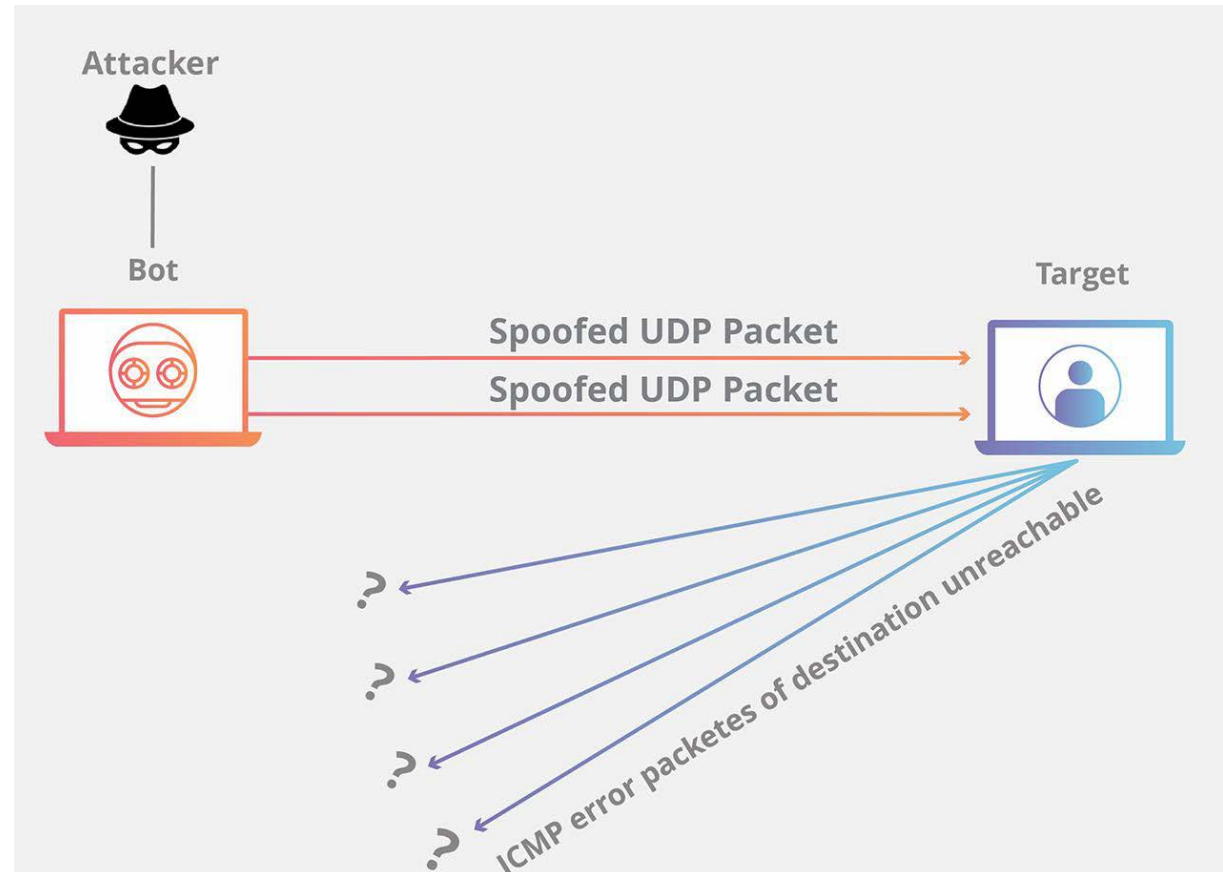 Attacker
Bot
Target
Spoofed UDP Packet
Spoofed UDP Packet
?
?
?
?
ICMP error packetes of destination unreachable